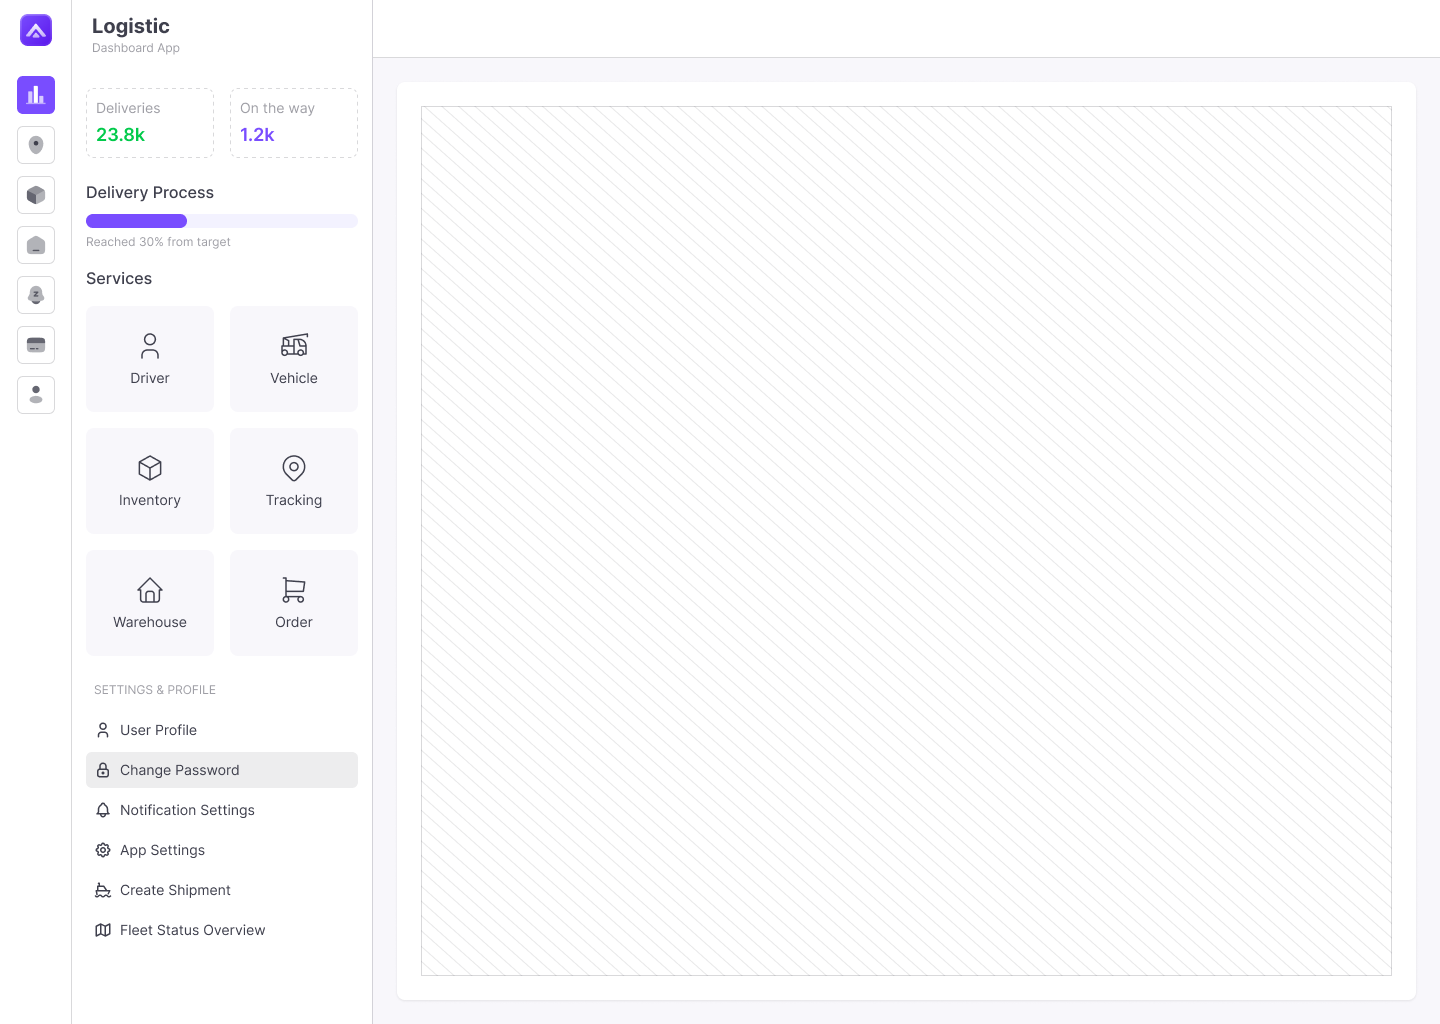 Logistic
Dashboard App
Deliveries
23.8k
On the way
1.2k
Delivery Process
Reached 30% from target
Services
Driver
Vehicle
Inventory
Tracking
Warehouse
Order
SETTINGS & PROFILE
User Profile
Change Password
Notification Settings
App Settings
Create Shipment
Fleet Status Overview